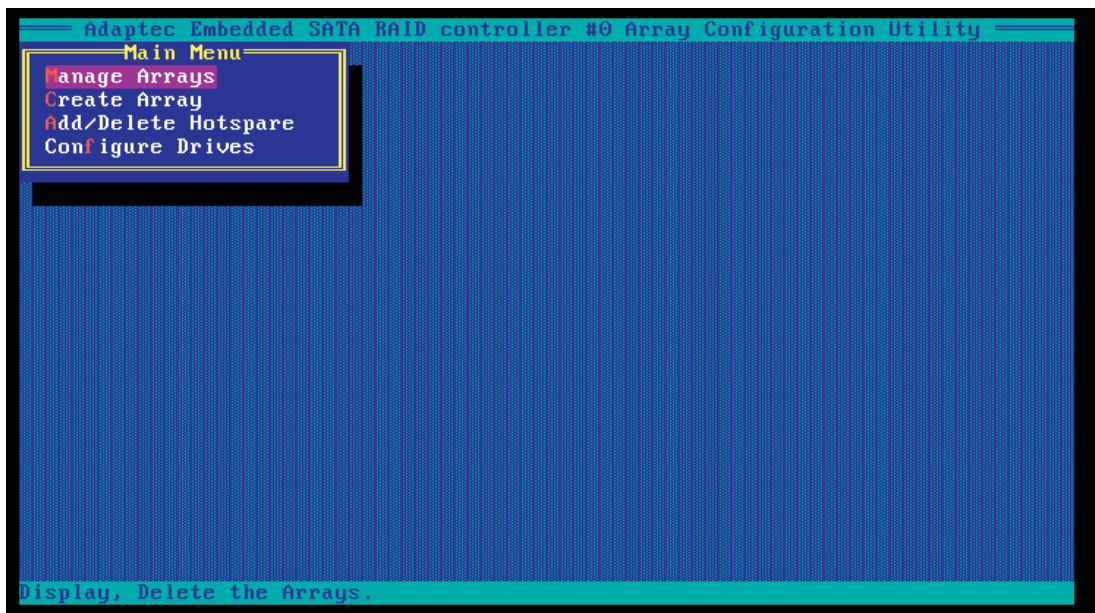 Adaptec Embedded SATA RAID controller #0 Array Configuration Utility
Main Menu
Manage Arrays
Create Array
Add/Delete Hotspare
Configure Drives
Display, Delete the Arrays.